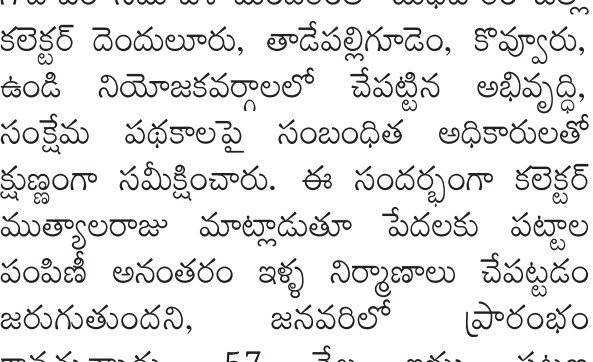 కలెక్టర్ దెందులూరు, తాడేపల్లిగూడెం, కొవ్వూరు,
ఉండి నియోజకవర్గాలలో చేపట్టిన అభివృద్ధి,
సంక్షేమ పథకాలపై సంబంధిత అధికారులతో
క్షుణ్ణంగా సమీక్షించారు. ఈ సందర్భంగా కలెక్టర్
ముత్యాలరాజు మాట్లాడుతూ పేదలకు పట్టాల
పంపిణీ అనంతరం ఇళ్ళ నిర్మాణాలు చేపట్టడం
జరుగుతుందని, జనవరిలో ప్రారంభం
57